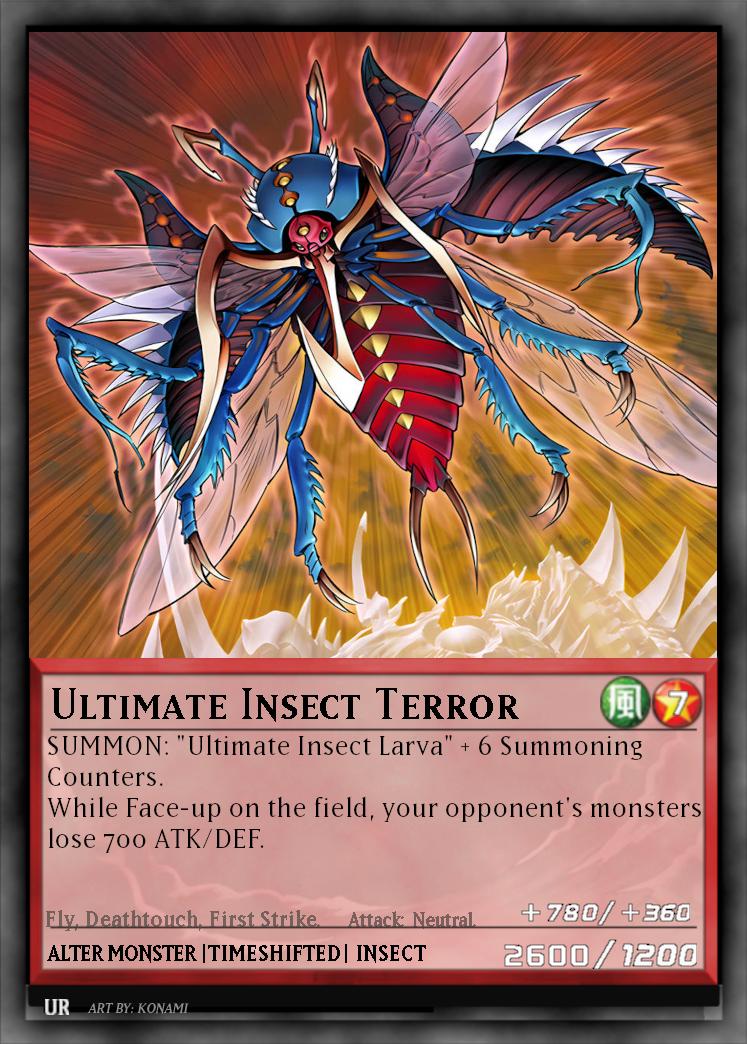 ULTIMATE INSECT TERROR 風 7
SUMMON: "Ultimate Insect Larva" + 6 Summoning
Counters.
While Face-up on the field, your opponent's monsters
lose 700 ATK/DEF.
Fly, Deathtouch, First Strike. Attack: Neutral. +780/+360
ALTER MONSTER |TIMESHIFTED| INSECT 2600/1200
UR ART BY: KONAMI